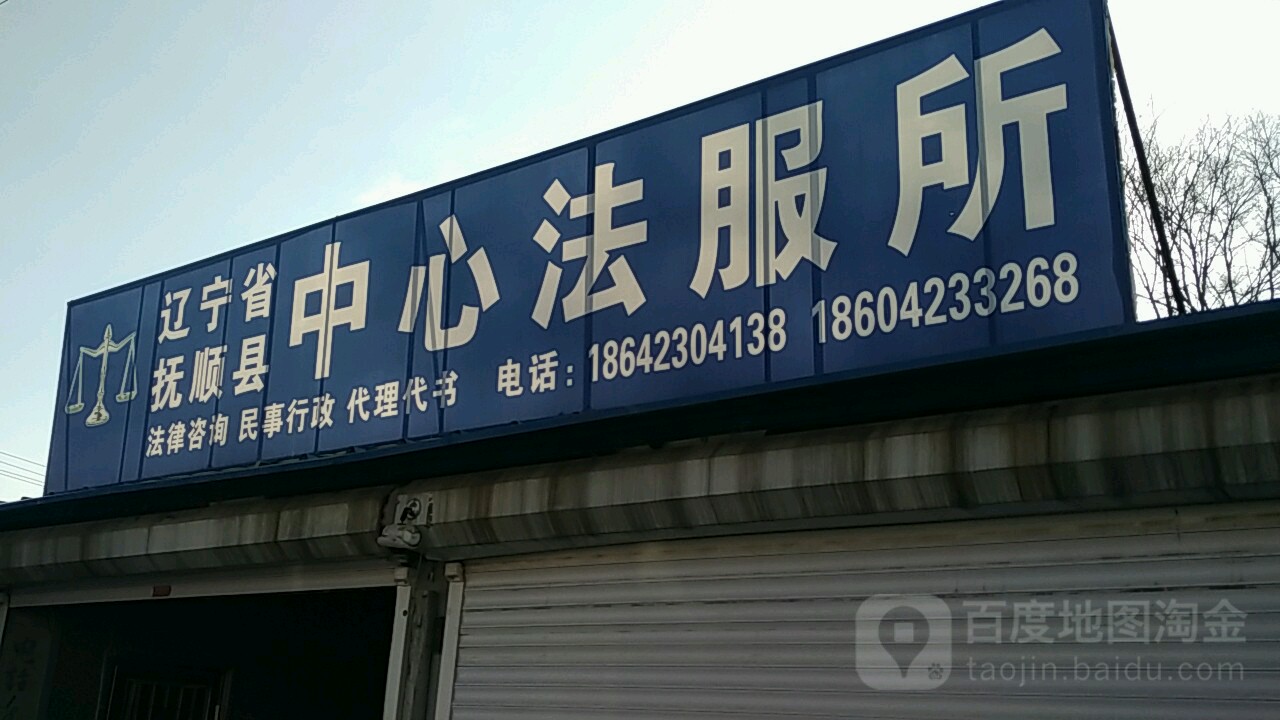 辽宁省
抚顺县
中心法服所
法律咨询 民事行政 代理代书
电话：18642304138 18604233268
百度地图淘金
taojin.baidu.com